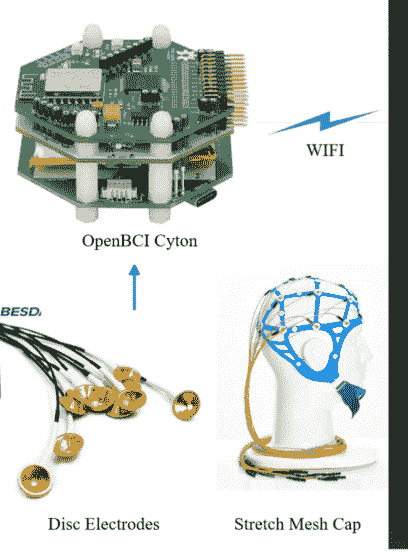 WIFI
OpenBCI Cyton
BESD
Disc Electrodes
Stretch Mesh Cap